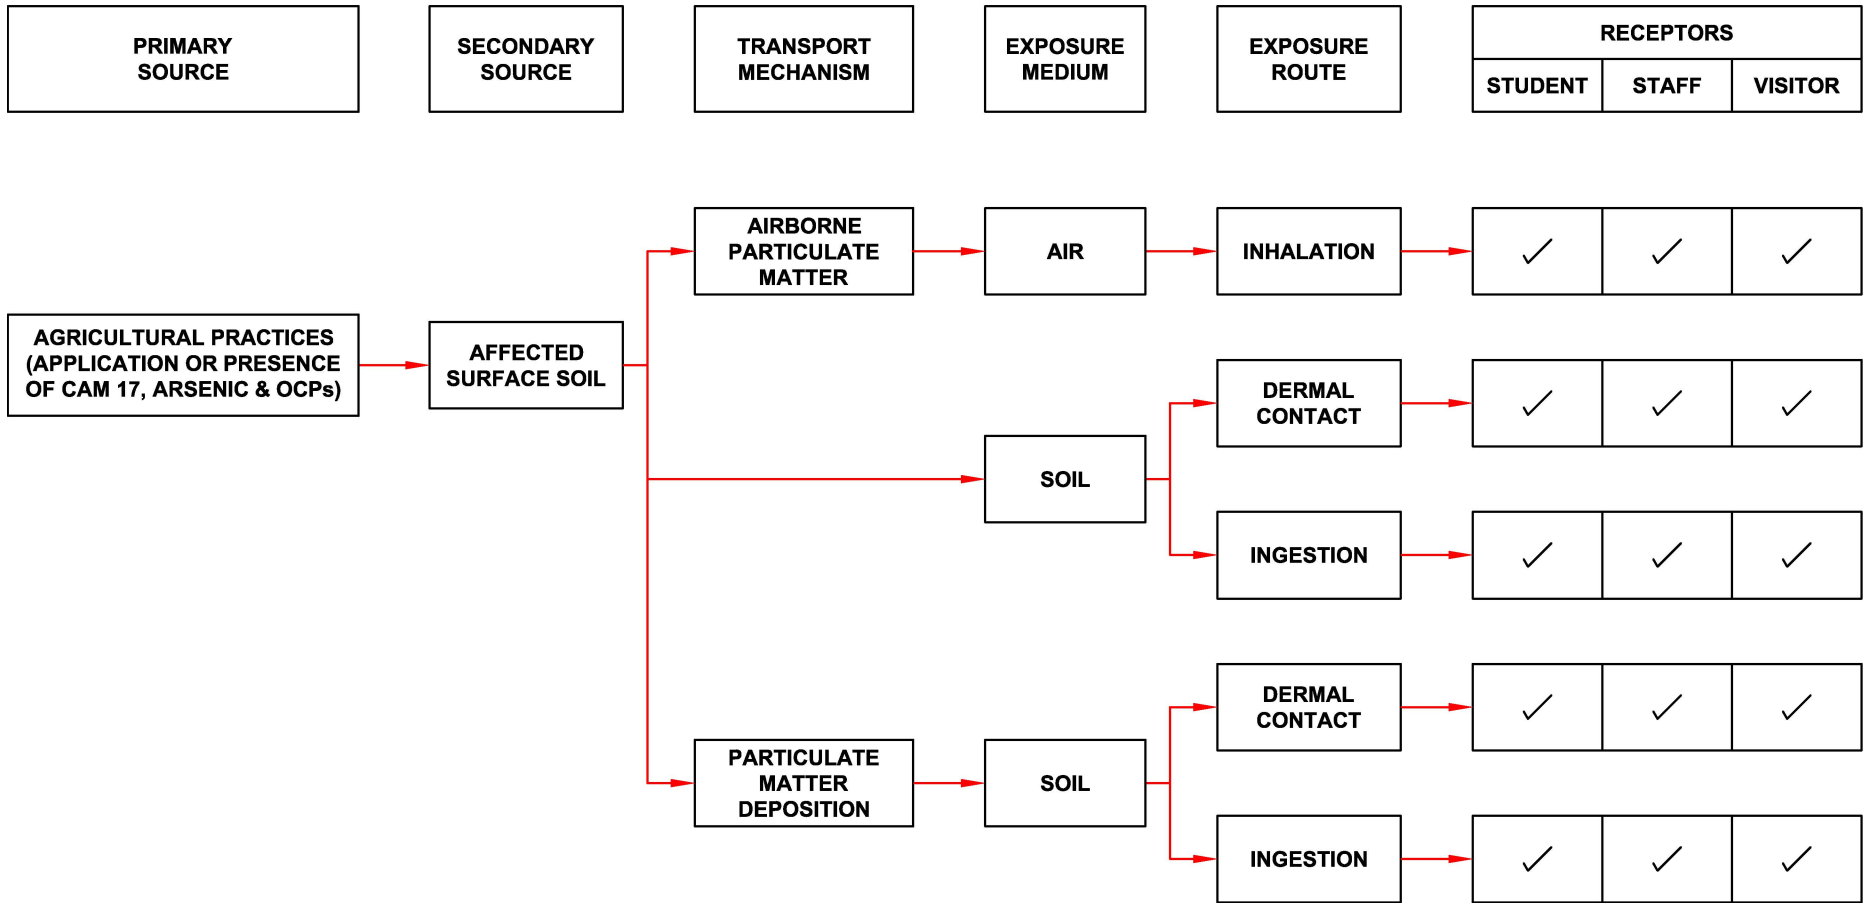 PRIMARY
SOURCE
SECONDARY
SOURCE
TRANSPORT
MECHANISM
EXPOSURE
MEDIUM
EXPOSURE
ROUTE
RECEPTORS
STUDENT
STAFF
VISITOR
AIRBORNE
PARTICULATE
MATTER
AIR
INHALATION
AGRICULTURAL PRACTICES
(APPLICATION OR PRESENCE
OF CAM 17, ARSENIC & OCPs)
AFFECTED
SURFACE SOIL
SOIL
DERMAL
CONTACT
INGESTION
PARTICULATE
MATTER
DEPOSITION
SOIL
DERMAL
CONTACT
INGESTION